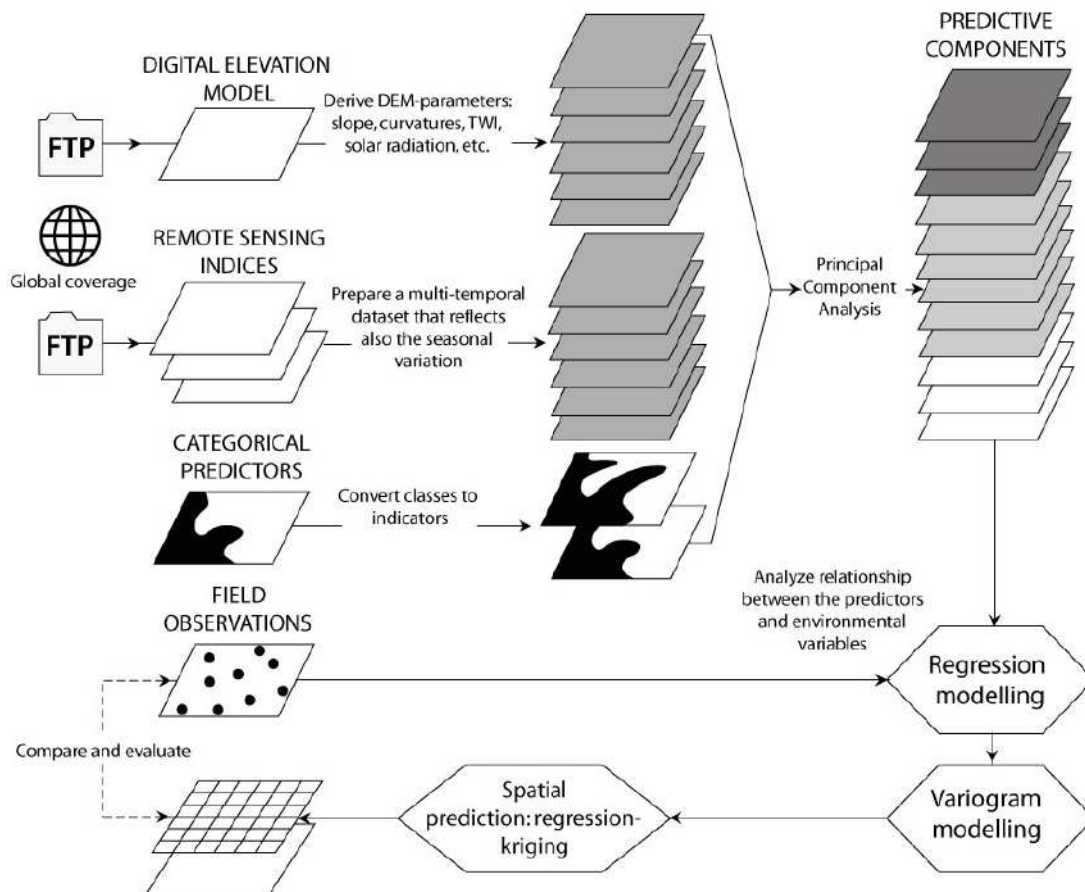 PREDICTIVE
COMPONENTS
DIGITAL ELEVATION
MODEL
Derive DEM-parameters:
slope, curvatures, TWI,
solar radiation, etc.
FTP
Global coverage
REMOTE SENSING
INDICES
Prepare a multi-temporal
dataset that reflects
also the seasonal
variation
FTP
Principal
Component
Analysis
CATEGORICAL
PREDICTORS
Convert classes to
indicators
FIELD
OBSERVATIONS
Analyze relationship
between the predictors
and environmental
variables
Regression
modelling
Compare and evaluate
Spatial
prediction: regression-
kriging
Variogram
modelling